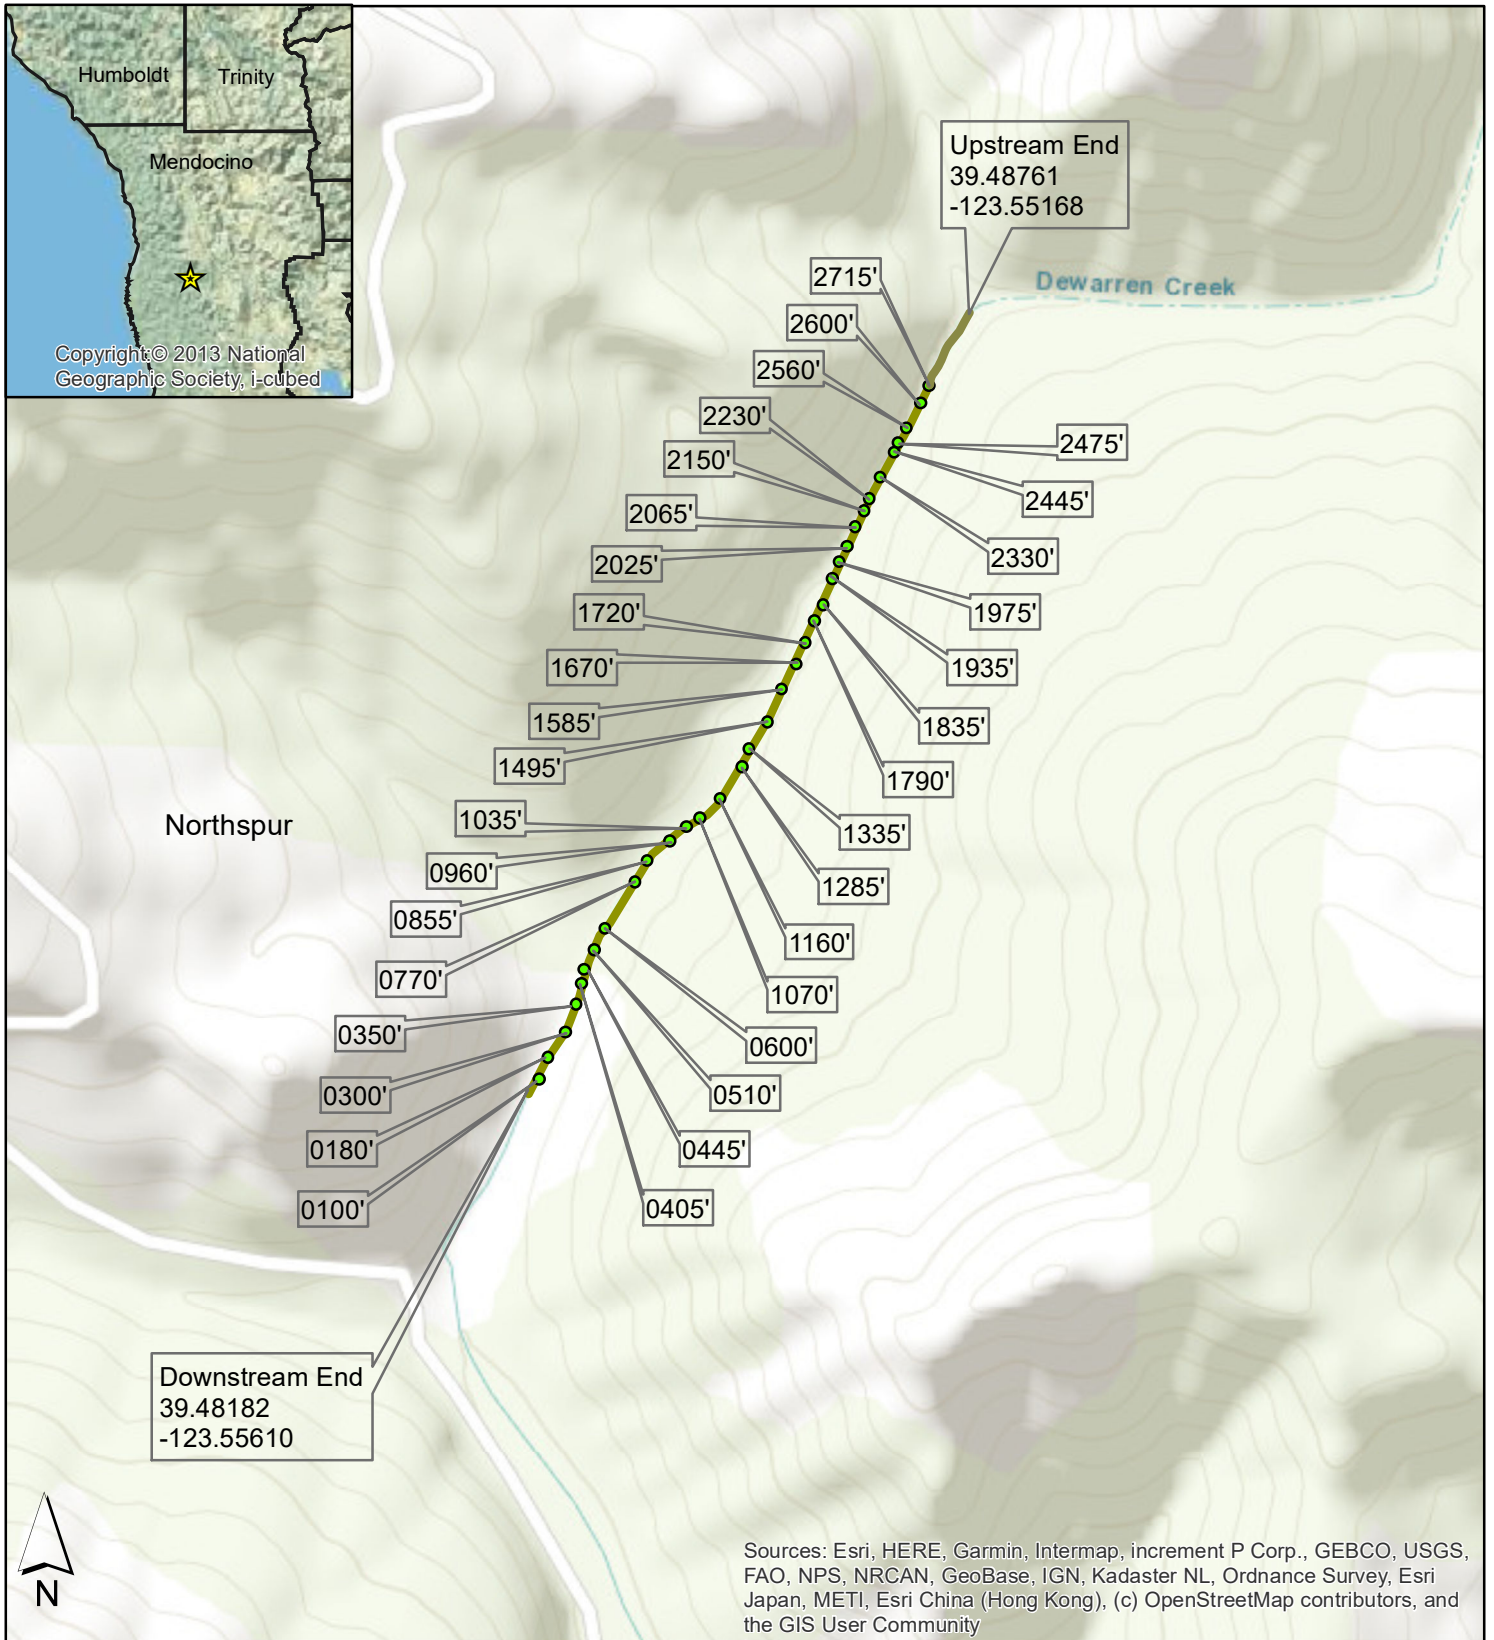 Humboldt
Trinity
Mendocino
Copyright:© 2013 National
Geographic Society, i-cubed
Upstream End
39.48761
-123.55168
Dewarren Creek
2715'
2600'
2560'
2230'
2475'
2150'
2445'
2065'
2330'
2025'
1975'
1720'
1935'
1670'
1835'
1585'
1495'
1790'
Northspur
1035'
1335'
0960'
1285'
0855'
1160'
0770'
1070'
0350'
0600'
0300'
0510'
0180'
0445'
0100'
0405'
Downstream End
39.48182
-123.55610
N
Sources: Esri, HERE, Garmin, Intermap, increment P Corp., GEBCO, USGS,
FAO, NPS, NRCAN, GeoBase, IGN, Kadaster NL, Ordnance Survey, Esri
Japan, METI, Esri China (Hong Kong), (c) OpenStreetMap contributors, and
the GIS User Community